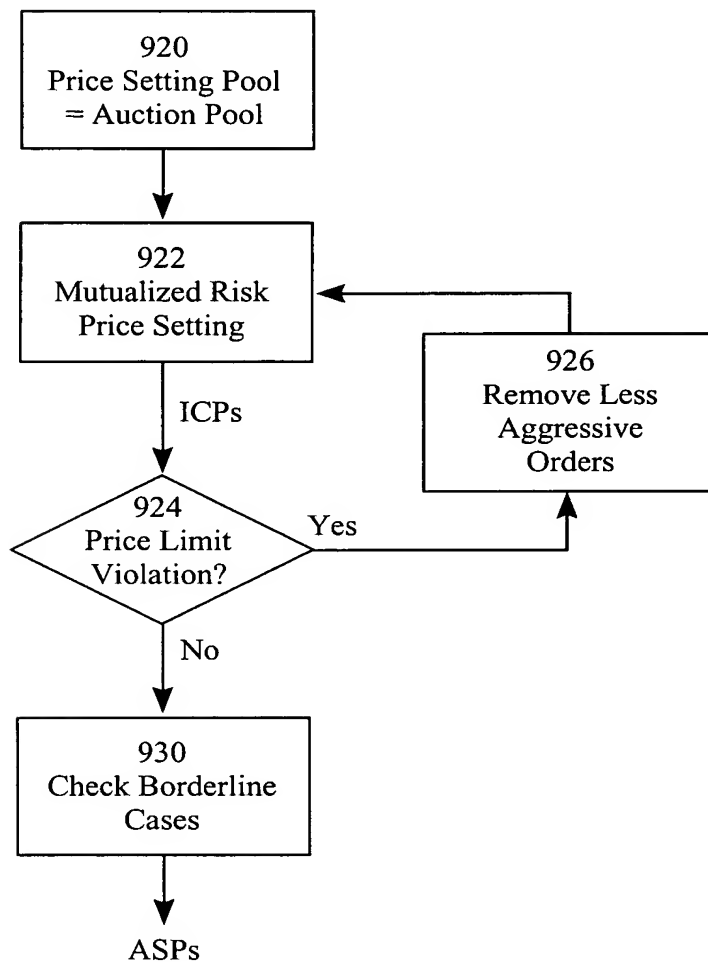 920
Price Setting Pool
= Auction Pool
922
Mutualized Risk
Price Setting
926
Remove Less
Aggressive
Orders
ICPs
924
Price Limit
Violation?
Yes
No
930
Check Borderline
Cases
ASPs